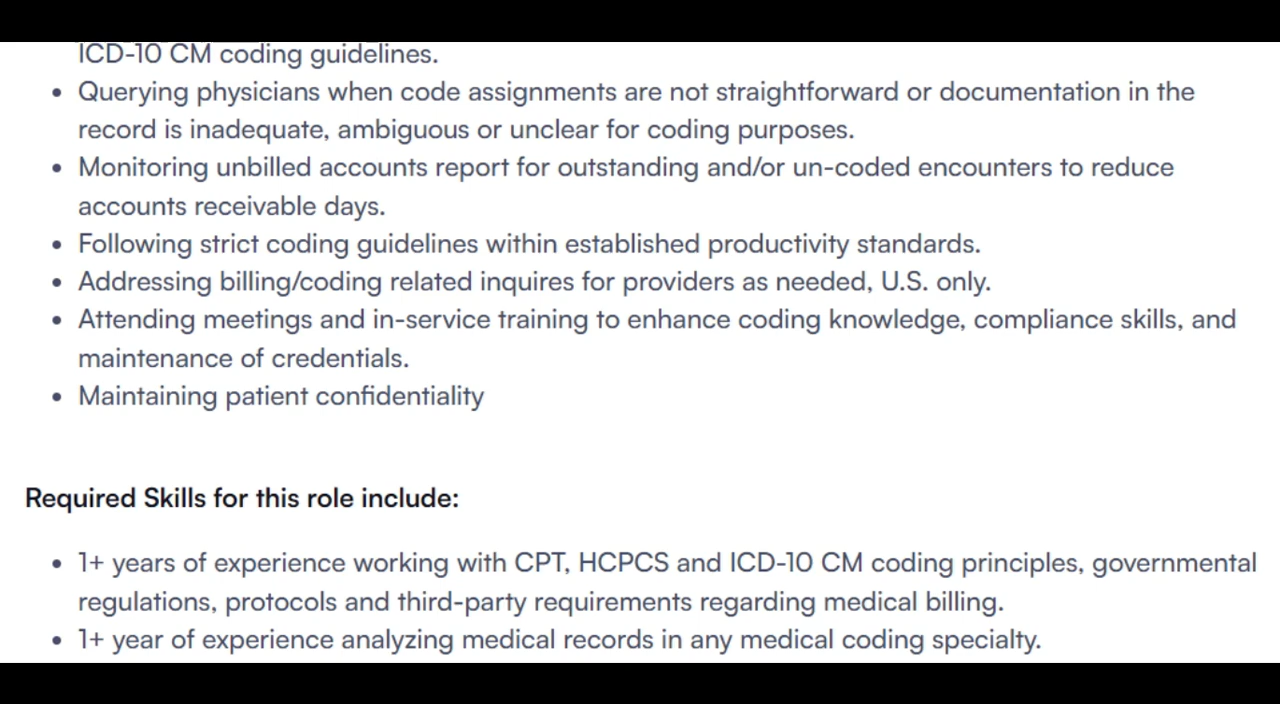 ICD-10 CM coding guidelines.
• Querying physicians when code assignments are not straightforward or documentation in the
record is inadequate, ambiguous or unclear for coding purposes.
• Monitoring unbilled accounts report for outstanding and/or un-coded encounters to reduce
accounts receivable days.
• Following strict coding guidelines within established productivity standards.
• Addressing billing/coding related inquires for providers as needed, U.S. only.
• Attending meetings and in-service training to enhance coding knowledge, compliance skills, and
maintenance of credentials.
• Maintaining patient confidentiality
Required Skills for this role include:
• 1+ years of experience working with CPT, HCPCS and ICD-10 CM coding principles, governmental
regulations, protocols and third-party requirements regarding medical billing.
• 1+ year of experience analyzing medical records in any medical coding specialty.